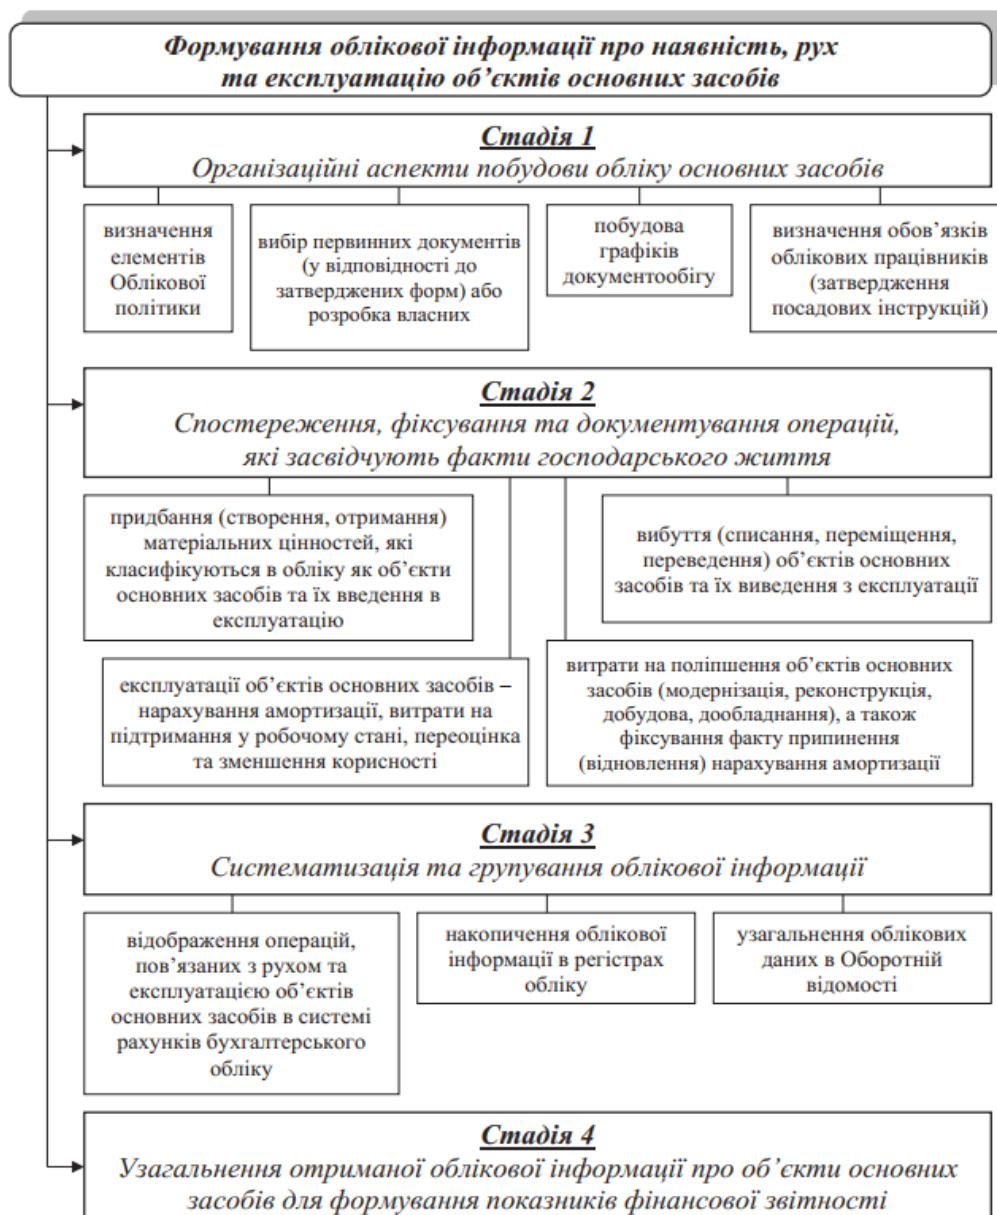 Формування облікової інформації про наявність, рух
та експлуатацію об’єктів основних засобів
Стадія 1
Організаційні аспекти побудови обліку основних засобів
визначення
елементів
Облікової
політики
вибір первинних документів
(у відповідності до
затверджених форм) або
розробка власних
побудова
графіків
документообігу
визначення обов’язків
облікових працівників
(затвердження
посадових інструкцій)
Стадія 2
Спостереження, фіксування та документування операцій,
які засвідчують факти господарського життя
придбання (створення, отримання)
матеріальних цінностей, які
класифікуються в обліку як об’єкти
основних засобів та їх введення в
експлуатацію
вибуття (списання, переміщення,
переведення) об’єктів основних
засобів та їх виведення з експлуатації
експлуатації об’єктів основних засобів –
нарахування амортизації, витрати на
підтримання у робочому стані, переоцінка
та зменшення корисності
витрати на поліпшення об’єктів основних
засобів (модернізація, реконструкція,
добудова, дообладнання), а також
фіксування факту припинення
(відновлення) нарахування амортизації
Стадія 3
Систематизація та групування облікової інформації
відображення операцій,
пов’язаних з рухом та
експлуатацією об’єктів
основних засобів в системі
рахунків бухгалтерського
обліку
накопичення облікової
інформації в регістрах
обліку
узагальнення облікових
даних в Оборотній
відомості
Стадія 4
Узагальнення отриманої облікової інформації про об’єкти основних
засобів для формування показників фінансової звітності